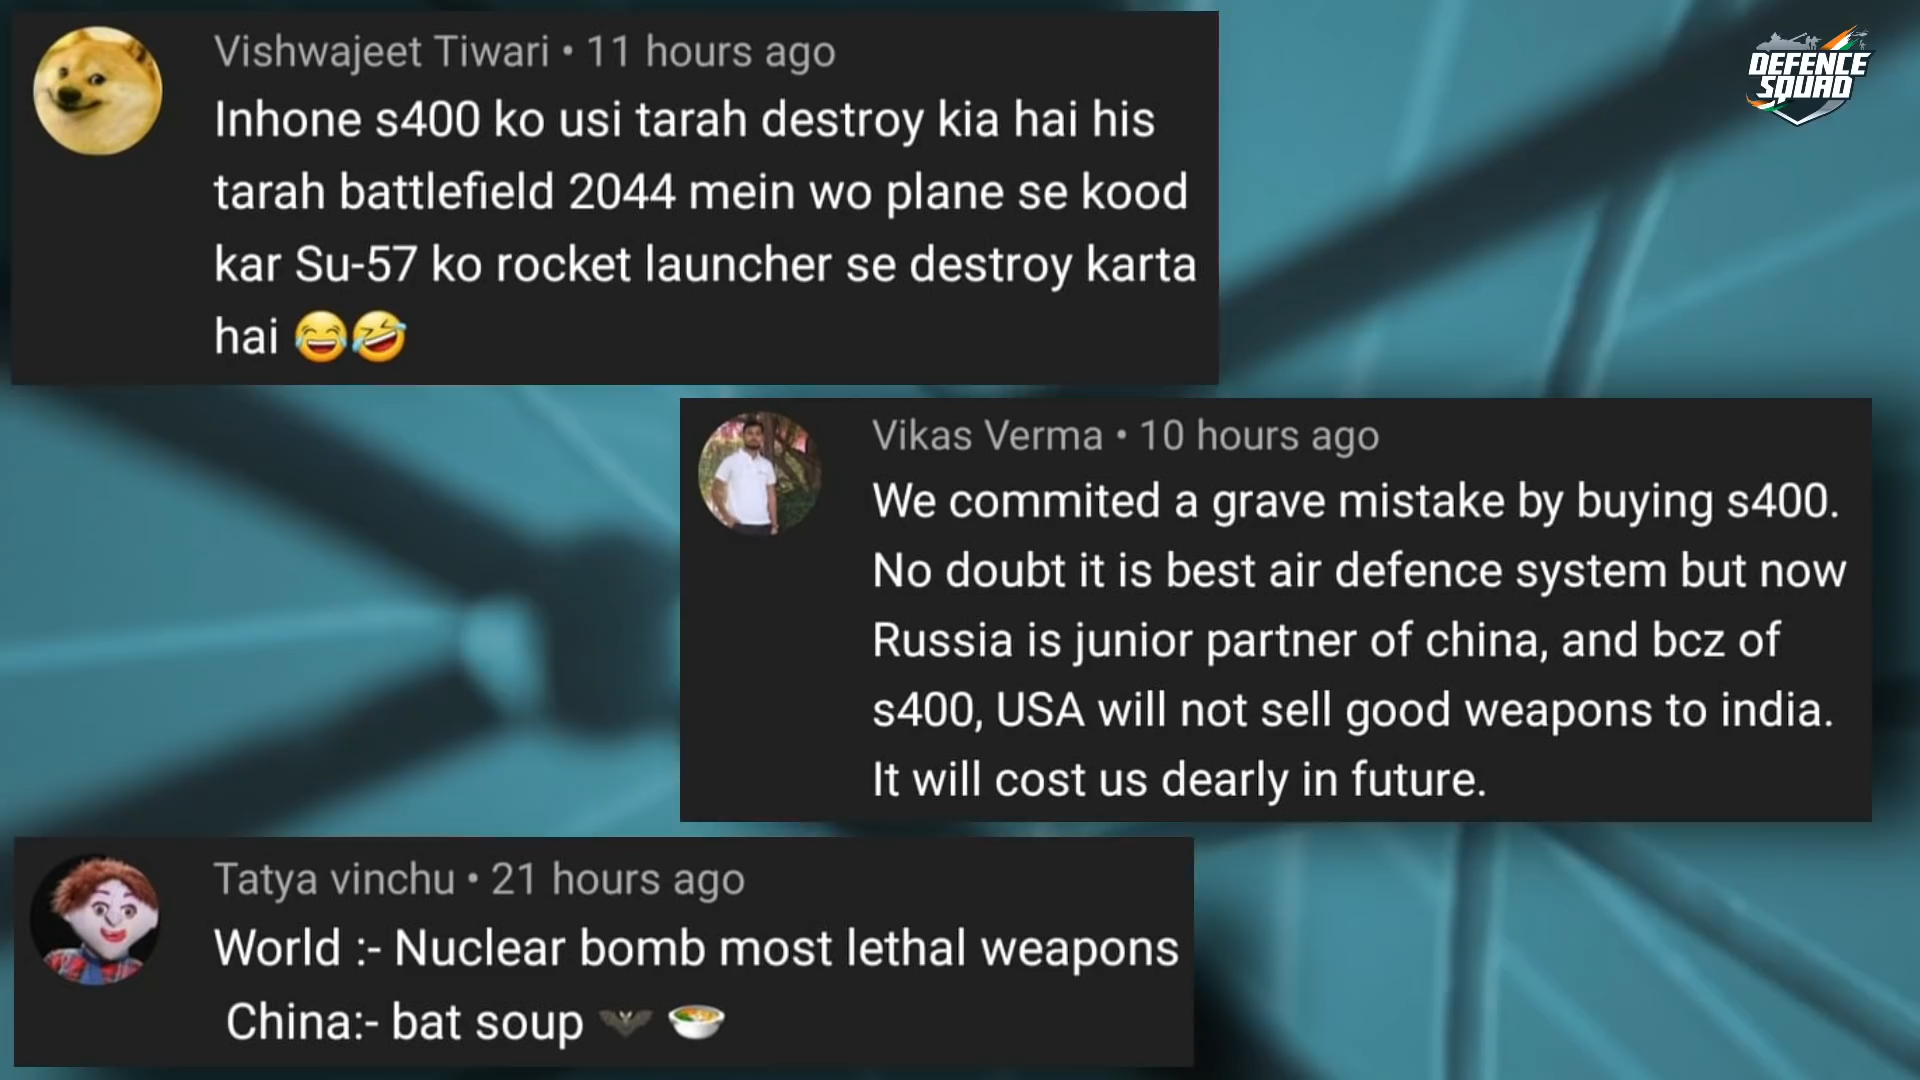 Vishwajeet Tiwari • 11 hours ago
Inhone s400 ko usi tarah destroy kia hai his
tarah battlefield 2044 mein wo plane se kood
kar Su-57 ko rocket launcher se destroy karta
hai 😂🤣
DEFENCE
SQUAD
Vikas Verma • 10 hours ago
We commited a grave mistake by buying s400.
No doubt it is best air defence system but now
Russia is junior partner of china, and bcz of
s400, USA will not sell good weapons to india.
It will cost us dearly in future.
Tatya vinchu • 21 hours ago
World :- Nuclear bomb most lethal weapons
China:- bat soup 🦇 🍲